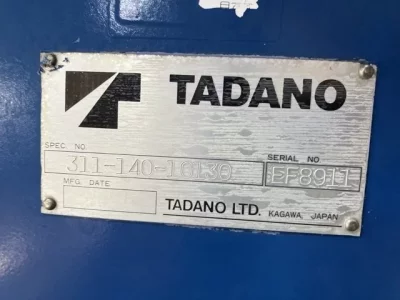 TADANO
SPEC. NO
311-140-10130
SERIAL NO
EF8911
MFG. DATE
TADANO LTD. KAGAWA, JAPAN